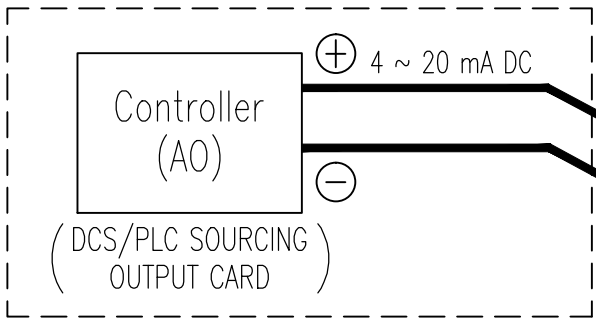 ⊕ 4 ~ 20 mA DC
Controller
(AO)
⊖
(DCS/PLC SOURCING
OUTPUT CARD)